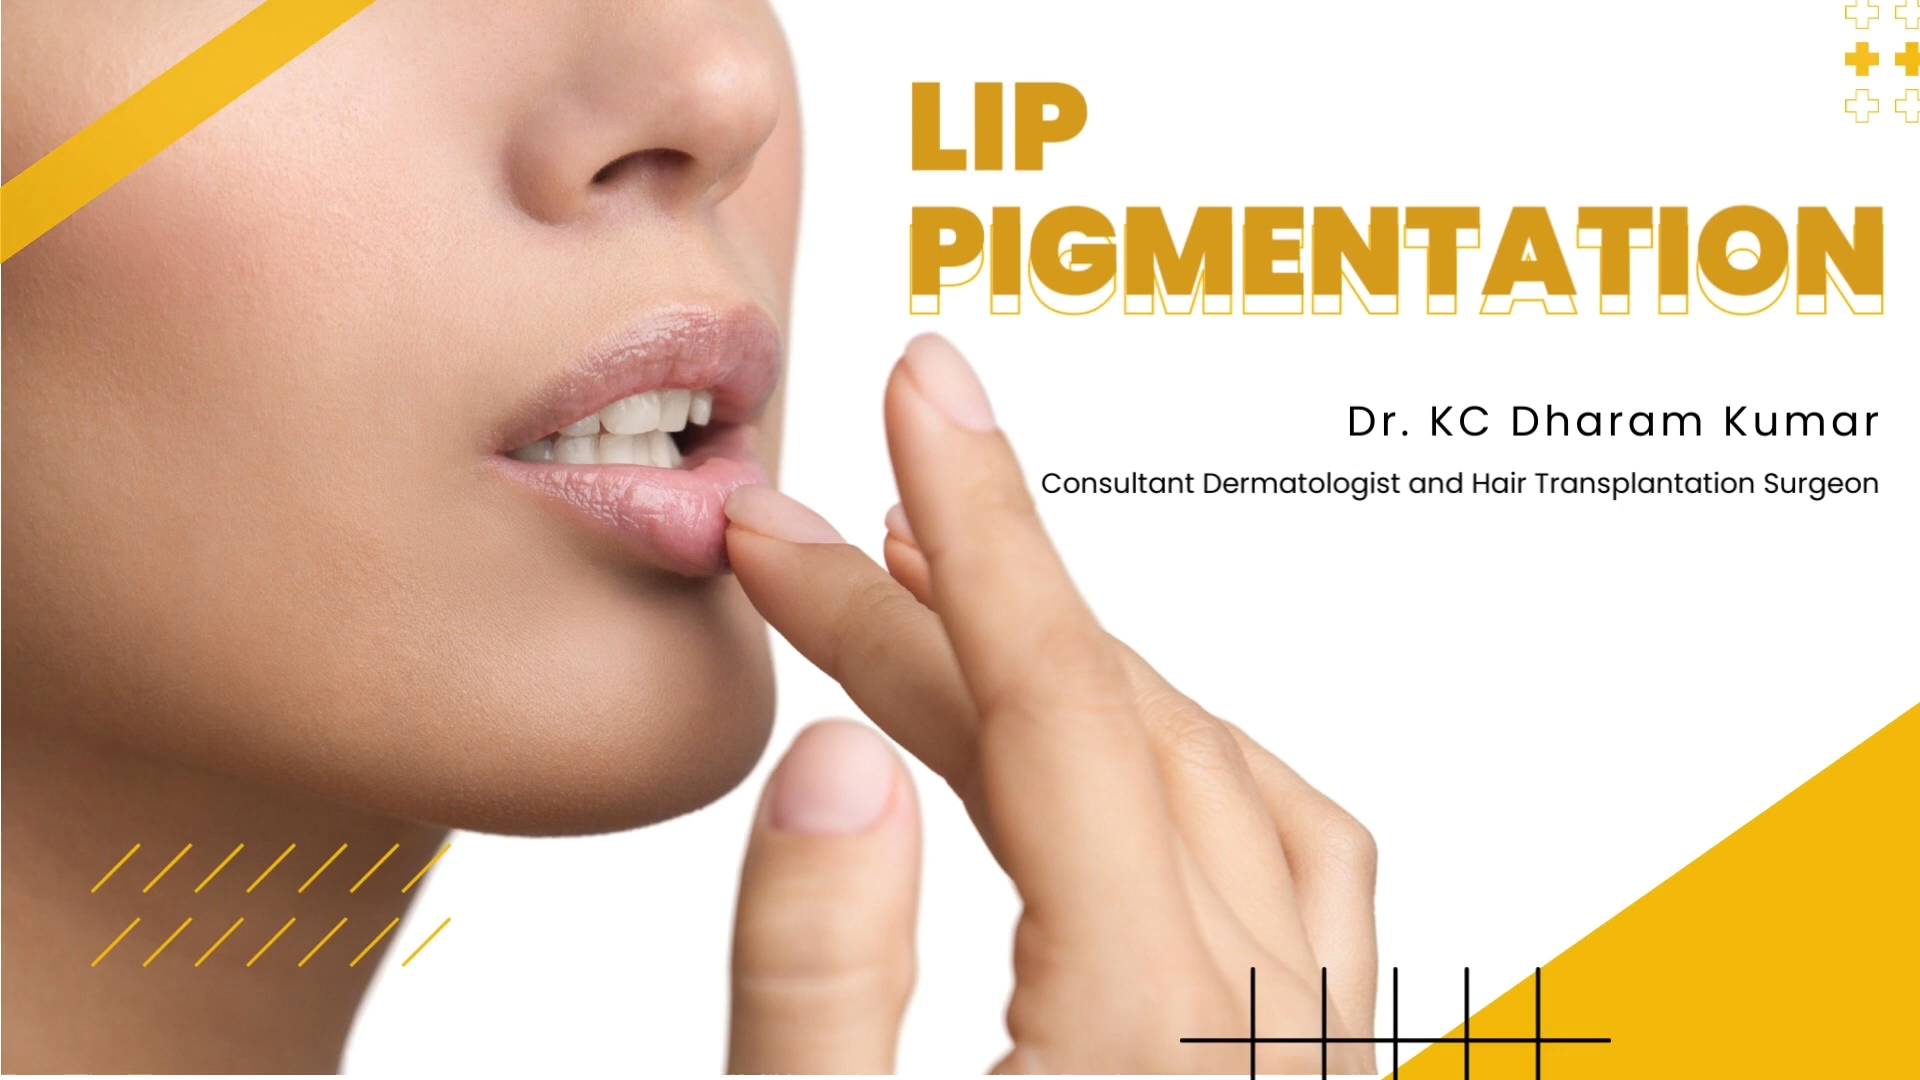 LIP
PIGMENTATION
Dr. KC Dharam Kumar
Consultant Dermatologist and Hair Transplantation Surgeon